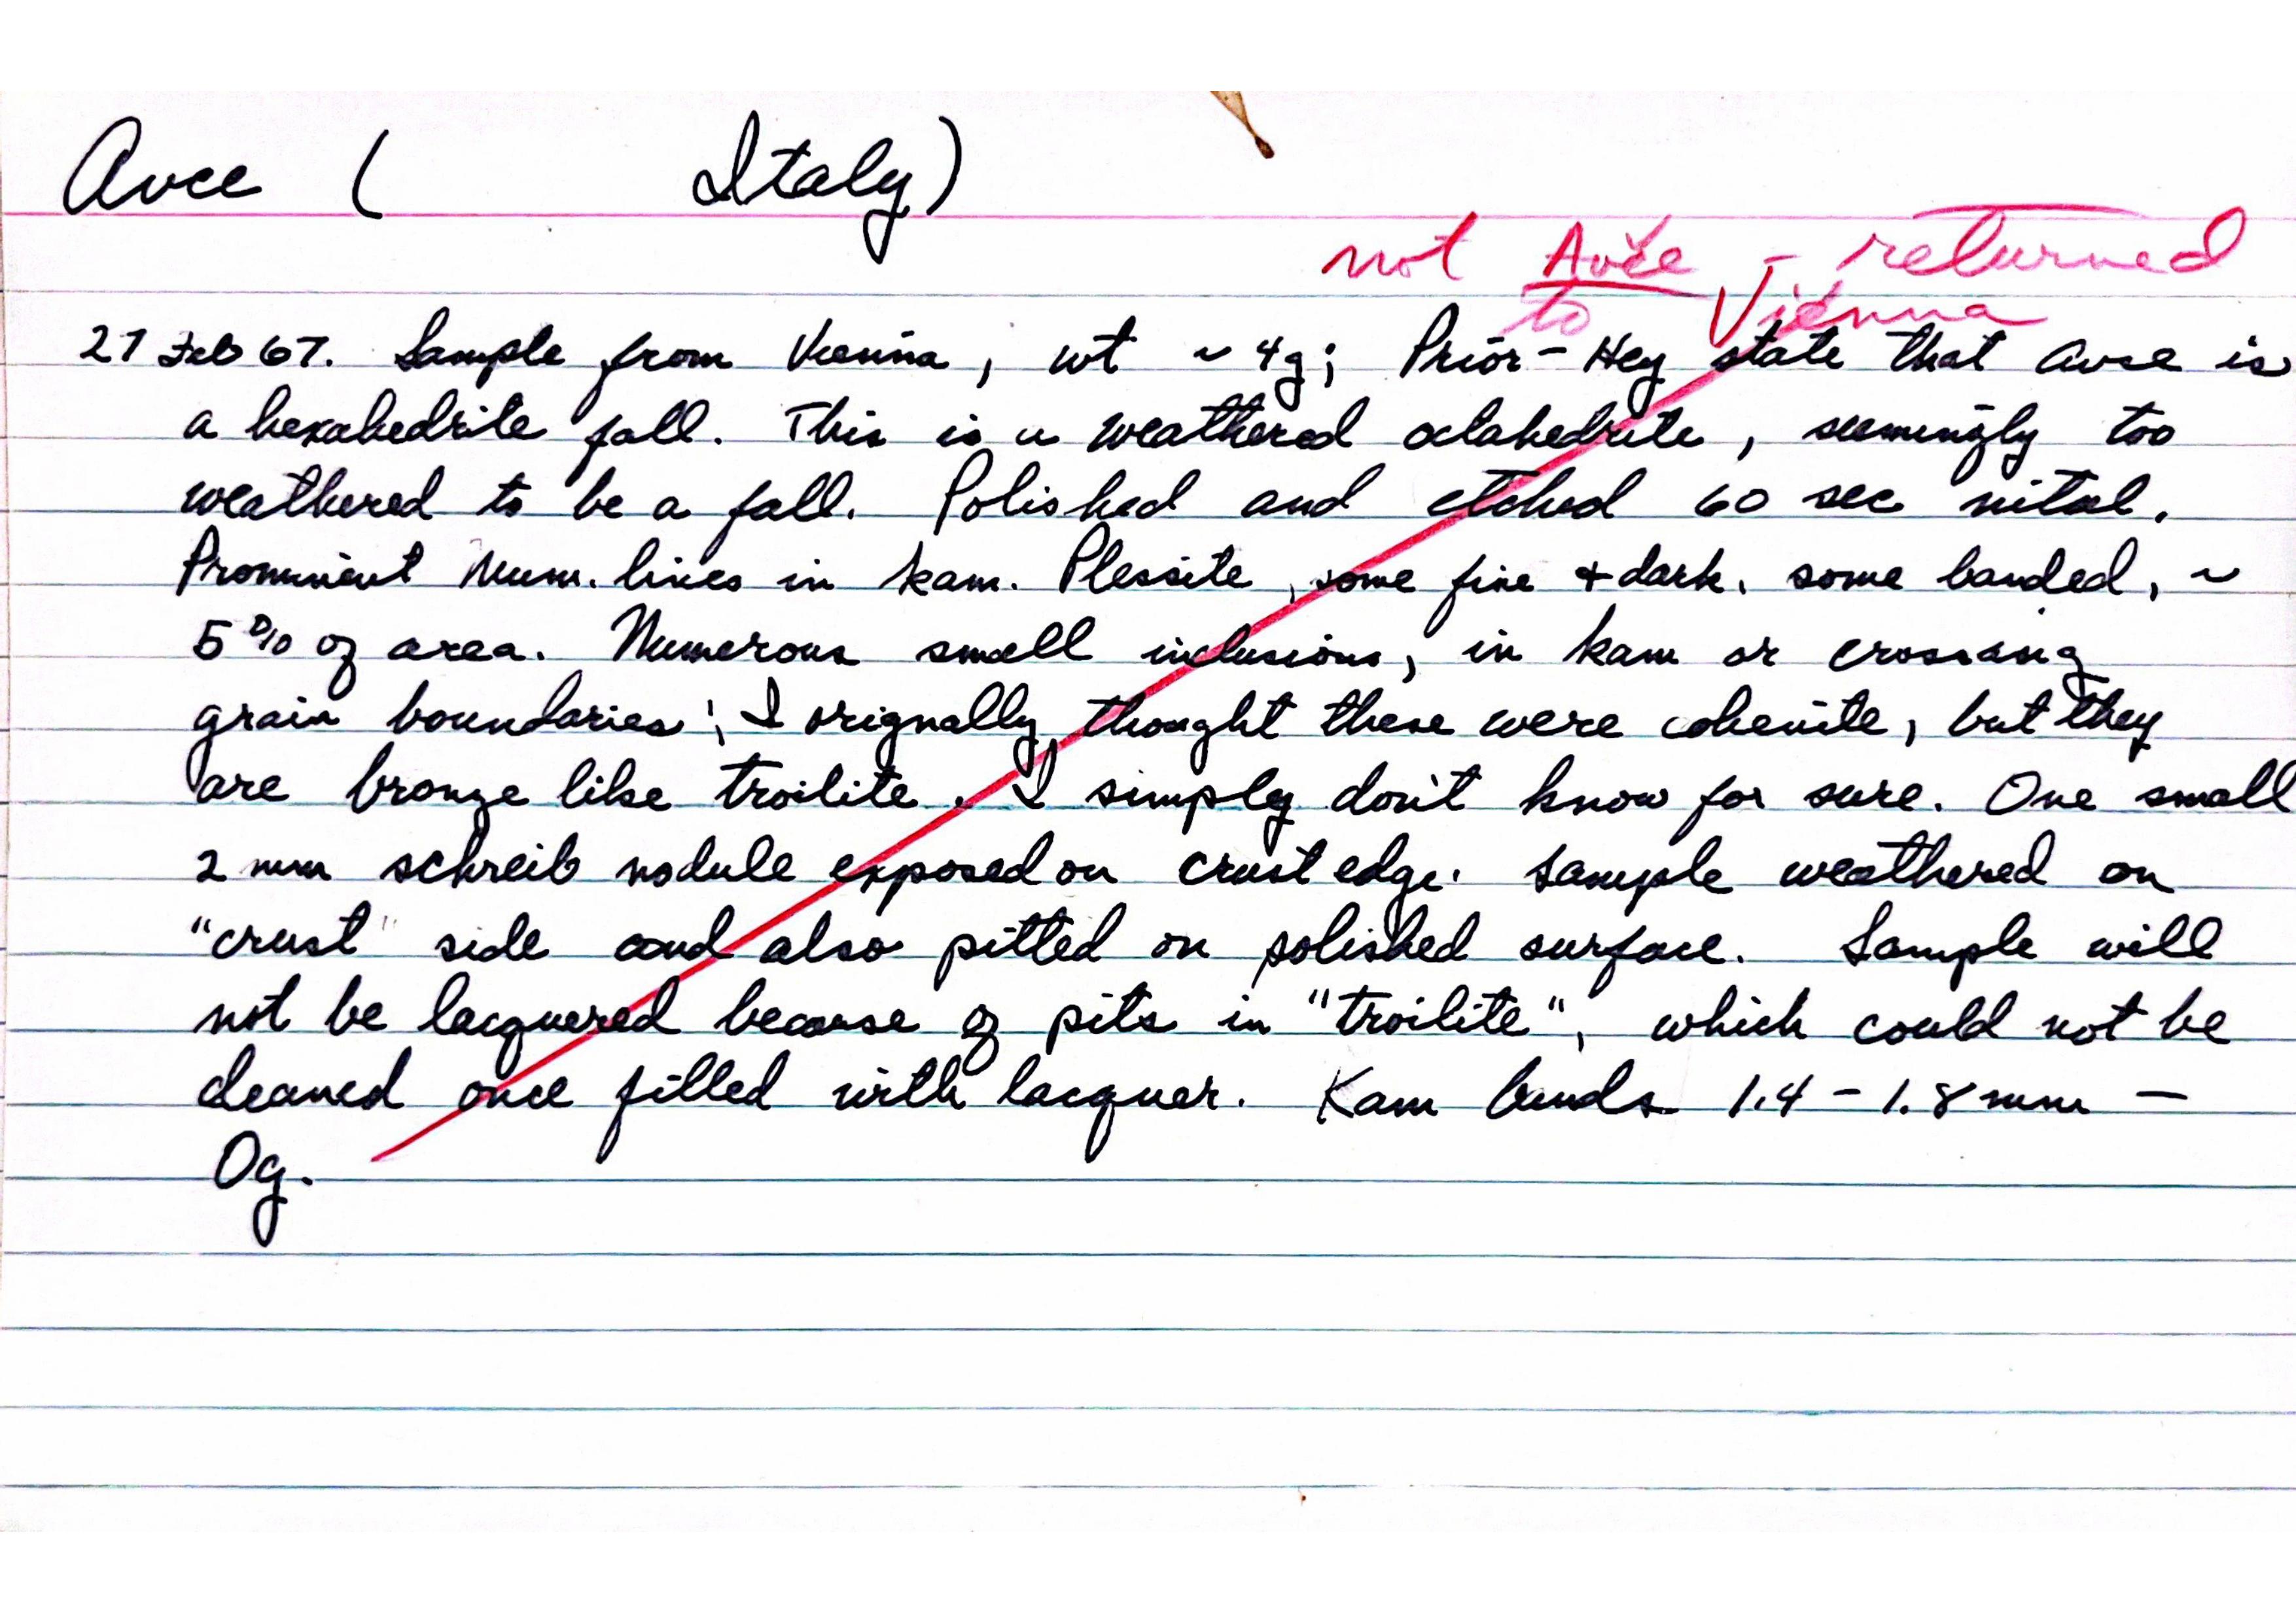 Avce ( Italy)
not Avče - returned
to Vienna
27 Feb 67. Sample from Vienna, wt ~ 4g; Prior-Hey state that Avce is
a hexahedrite fall. This is a weathered octahedrite, seemingly too
weathered to be a fall. Polished and etched 60 sec nital.
Prominent Neum. lines in kam. Plessite, some fine + dark, some banded, ~
5% of area. Numerous small inclusions, in kam or crossing
grain boundaries; I orignally thought these were cohenite, but they
are bronze like troilite. I simply don't know for sure. One small
2 mm schreib nodule exposed on crust edge. Sample weathered on
"crust" side and also pitted on polished surface. Sample will
not be lacquered because of pits in "troilite", which could not be
cleaned once filled with lacquer. Kam bands 1.4 - 1.8 mm —
Og.